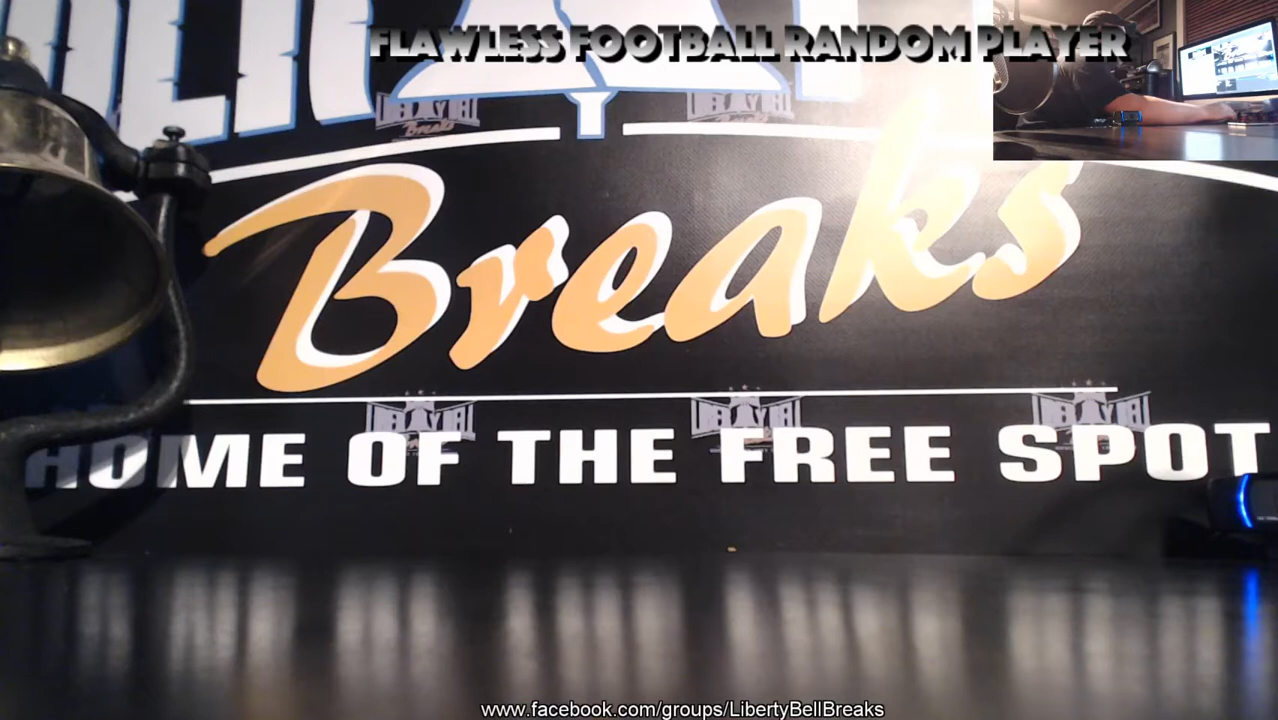 FLAWLESS FOOTBALL RANDOM PLAYER
Breaks
HOME OF THE FREE SPOT
www.facebook.com/groups/LibertyBellBreaks